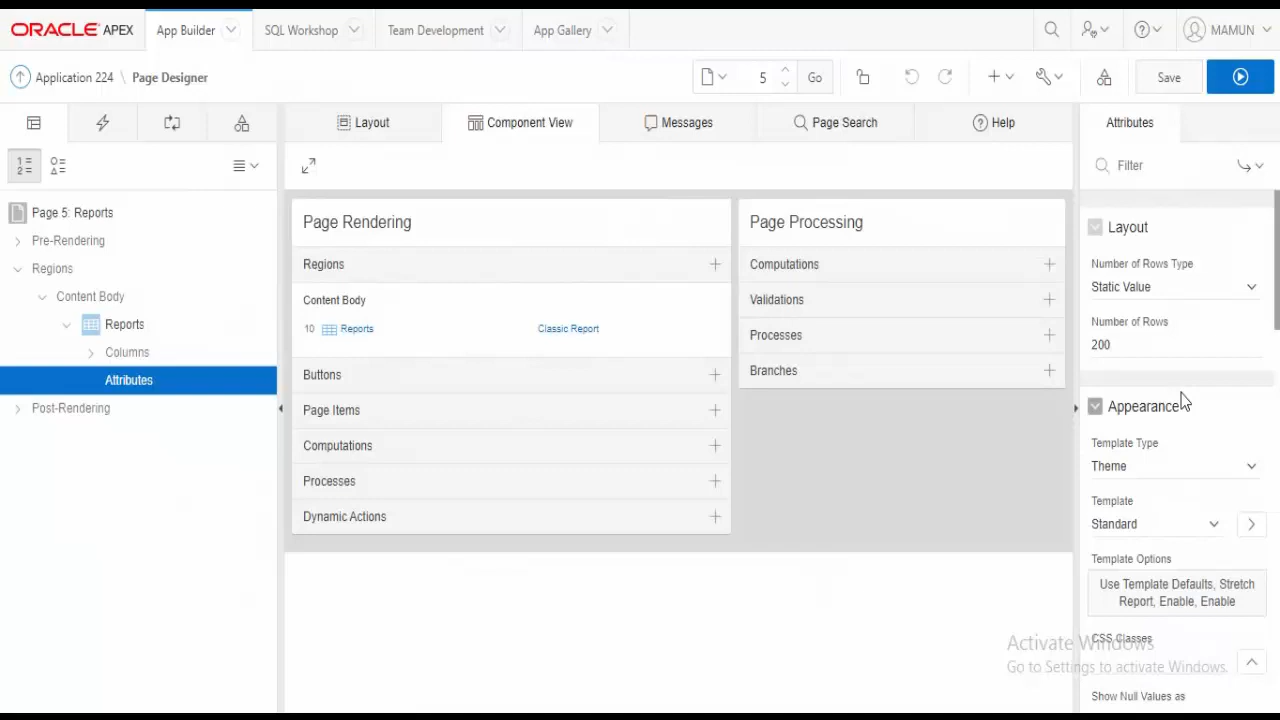 ORACLE APEX App Builder SQL Workshop Team Development App Gallery MAMUN
Application 224 \ Page Designer 5 Go Save
Layout Component View Messages Page Search Help Attributes
Filter
Page 5: Reports
Pre-Rendering
Regions
Content Body
Reports
Columns
Attributes
Post-Rendering
Page Rendering
Regions
Content Body
10 Reports Classic Report
Buttons
Page Items
Computations
Processes
Dynamic Actions
Page Processing
Computations
Validations
Processes
Branches
Layout
Number of Rows Type
Static Value
Number of Rows
200
Appearance
Template Type
Theme
Template
Standard
Template Options
Use Template Defaults, Stretch
Report, Enable, Enable
CSS Classes
Activate Windows
Go to Settings to activate Windows.
Show Null Values as